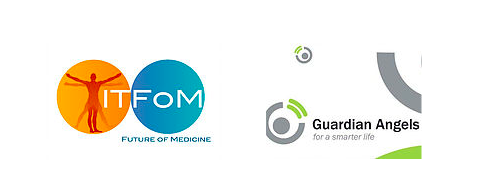 ITFoM
FUTURE OF MEDICINE
Guardian Angels
for a smarter life